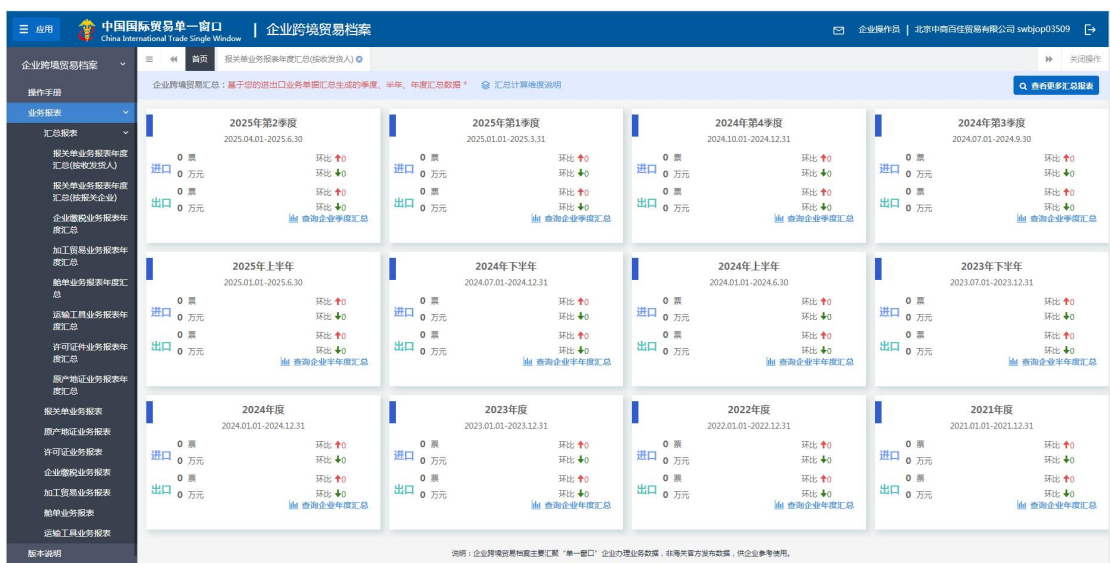 应用
中国国际贸易单一窗口
China International Trade Single Window
企业跨境贸易档案
企业操作员 | 北京中商百佳贸易有限公司 swbjop03509
企业跨境贸易档案
操作手册
业务报表
汇总报表
报关单业务报表年度
汇总(按收发货人)
报关单业务报表年度
汇总(按报关企业)
企业缴税业务报表年
度汇总
加工贸易业务报表年
度汇总
舱单业务报表年度汇
总
运输工具业务报表年
度汇总
许可证件业务报表年
度汇总
原产地证业务报表年
度汇总
报关单业务报表
原产地证业务报表
许可证业务报表
企业缴税业务报表
加工贸易业务报表
舱单业务报表
运输工具业务报表
版本说明
首页
报关单业务报表年度汇总(按收发货人)
关闭操作
企业跨境贸易汇总：基于您的进出口业务单据汇总生成的季度、半年、年度汇总数据 *
汇总计算维度说明
查看更多汇总报表
2025年第2季度
2025.04.01-2025.6.30
进口 0 票 环比 0
0 万元 环比 0
出口 0 票 环比 0
0 万元 环比 0
查询企业季度汇总
2025年第1季度
2025.01.01-2025.3.31
进口 0 票 环比 0
0 万元 环比 0
出口 0 票 环比 0
0 万元 环比 0
查询企业季度汇总
2024年第4季度
2024.10.01-2024.12.31
进口 0 票 环比 0
0 万元 环比 0
出口 0 票 环比 0
0 万元 环比 0
查询企业季度汇总
2024年第3季度
2024.07.01-2024.9.30
进口 0 票 环比 0
0 万元 环比 0
出口 0 票 环比 0
0 万元 环比 0
查询企业季度汇总
2025年上半年
2025.01.01-2025.6.30
进口 0 票 环比 0
0 万元 环比 0
出口 0 票 环比 0
0 万元 环比 0
查询企业半年度汇总
2024年下半年
2024.07.01-2024.12.31
进口 0 票 环比 0
0 万元 环比 0
出口 0 票 环比 0
0 万元 环比 0
查询企业半年度汇总
2024年上半年
2024.01.01-2024.6.30
进口 0 票 环比 0
0 万元 环比 0
出口 0 票 环比 0
0 万元 环比 0
查询企业半年度汇总
2023年下半年
2023.07.01-2023.12.31
进口 0 票 环比 0
0 万元 环比 0
出口 0 票 环比 0
0 万元 环比 0
查询企业半年度汇总
2024年度
2024.01.01-2024.12.31
进口 0 票 环比 0
0 万元 环比 0
出口 0 票 环比 0
0 万元 环比 0
查询企业年度汇总
2023年度
2023.01.01-2023.12.31
进口 0 票 环比 0
0 万元 环比 0
出口 0 票 环比 0
0 万元 环比 0
查询企业年度汇总
2022年度
2022.01.01-2022.12.31
进口 0 票 环比 0
0 万元 环比 0
出口 0 票 环比 0
0 万元 环比 0
查询企业年度汇总
2021年度
2021.01.01-2021.12.31
进口 0 票 环比 0
0 万元 环比 0
出口 0 票 环比 0
0 万元 环比 0
查询企业年度汇总
说明：企业跨境贸易档案主要汇聚“单一窗口”企业办理业务数据，非海关官方发布数据，供企业参考使用。